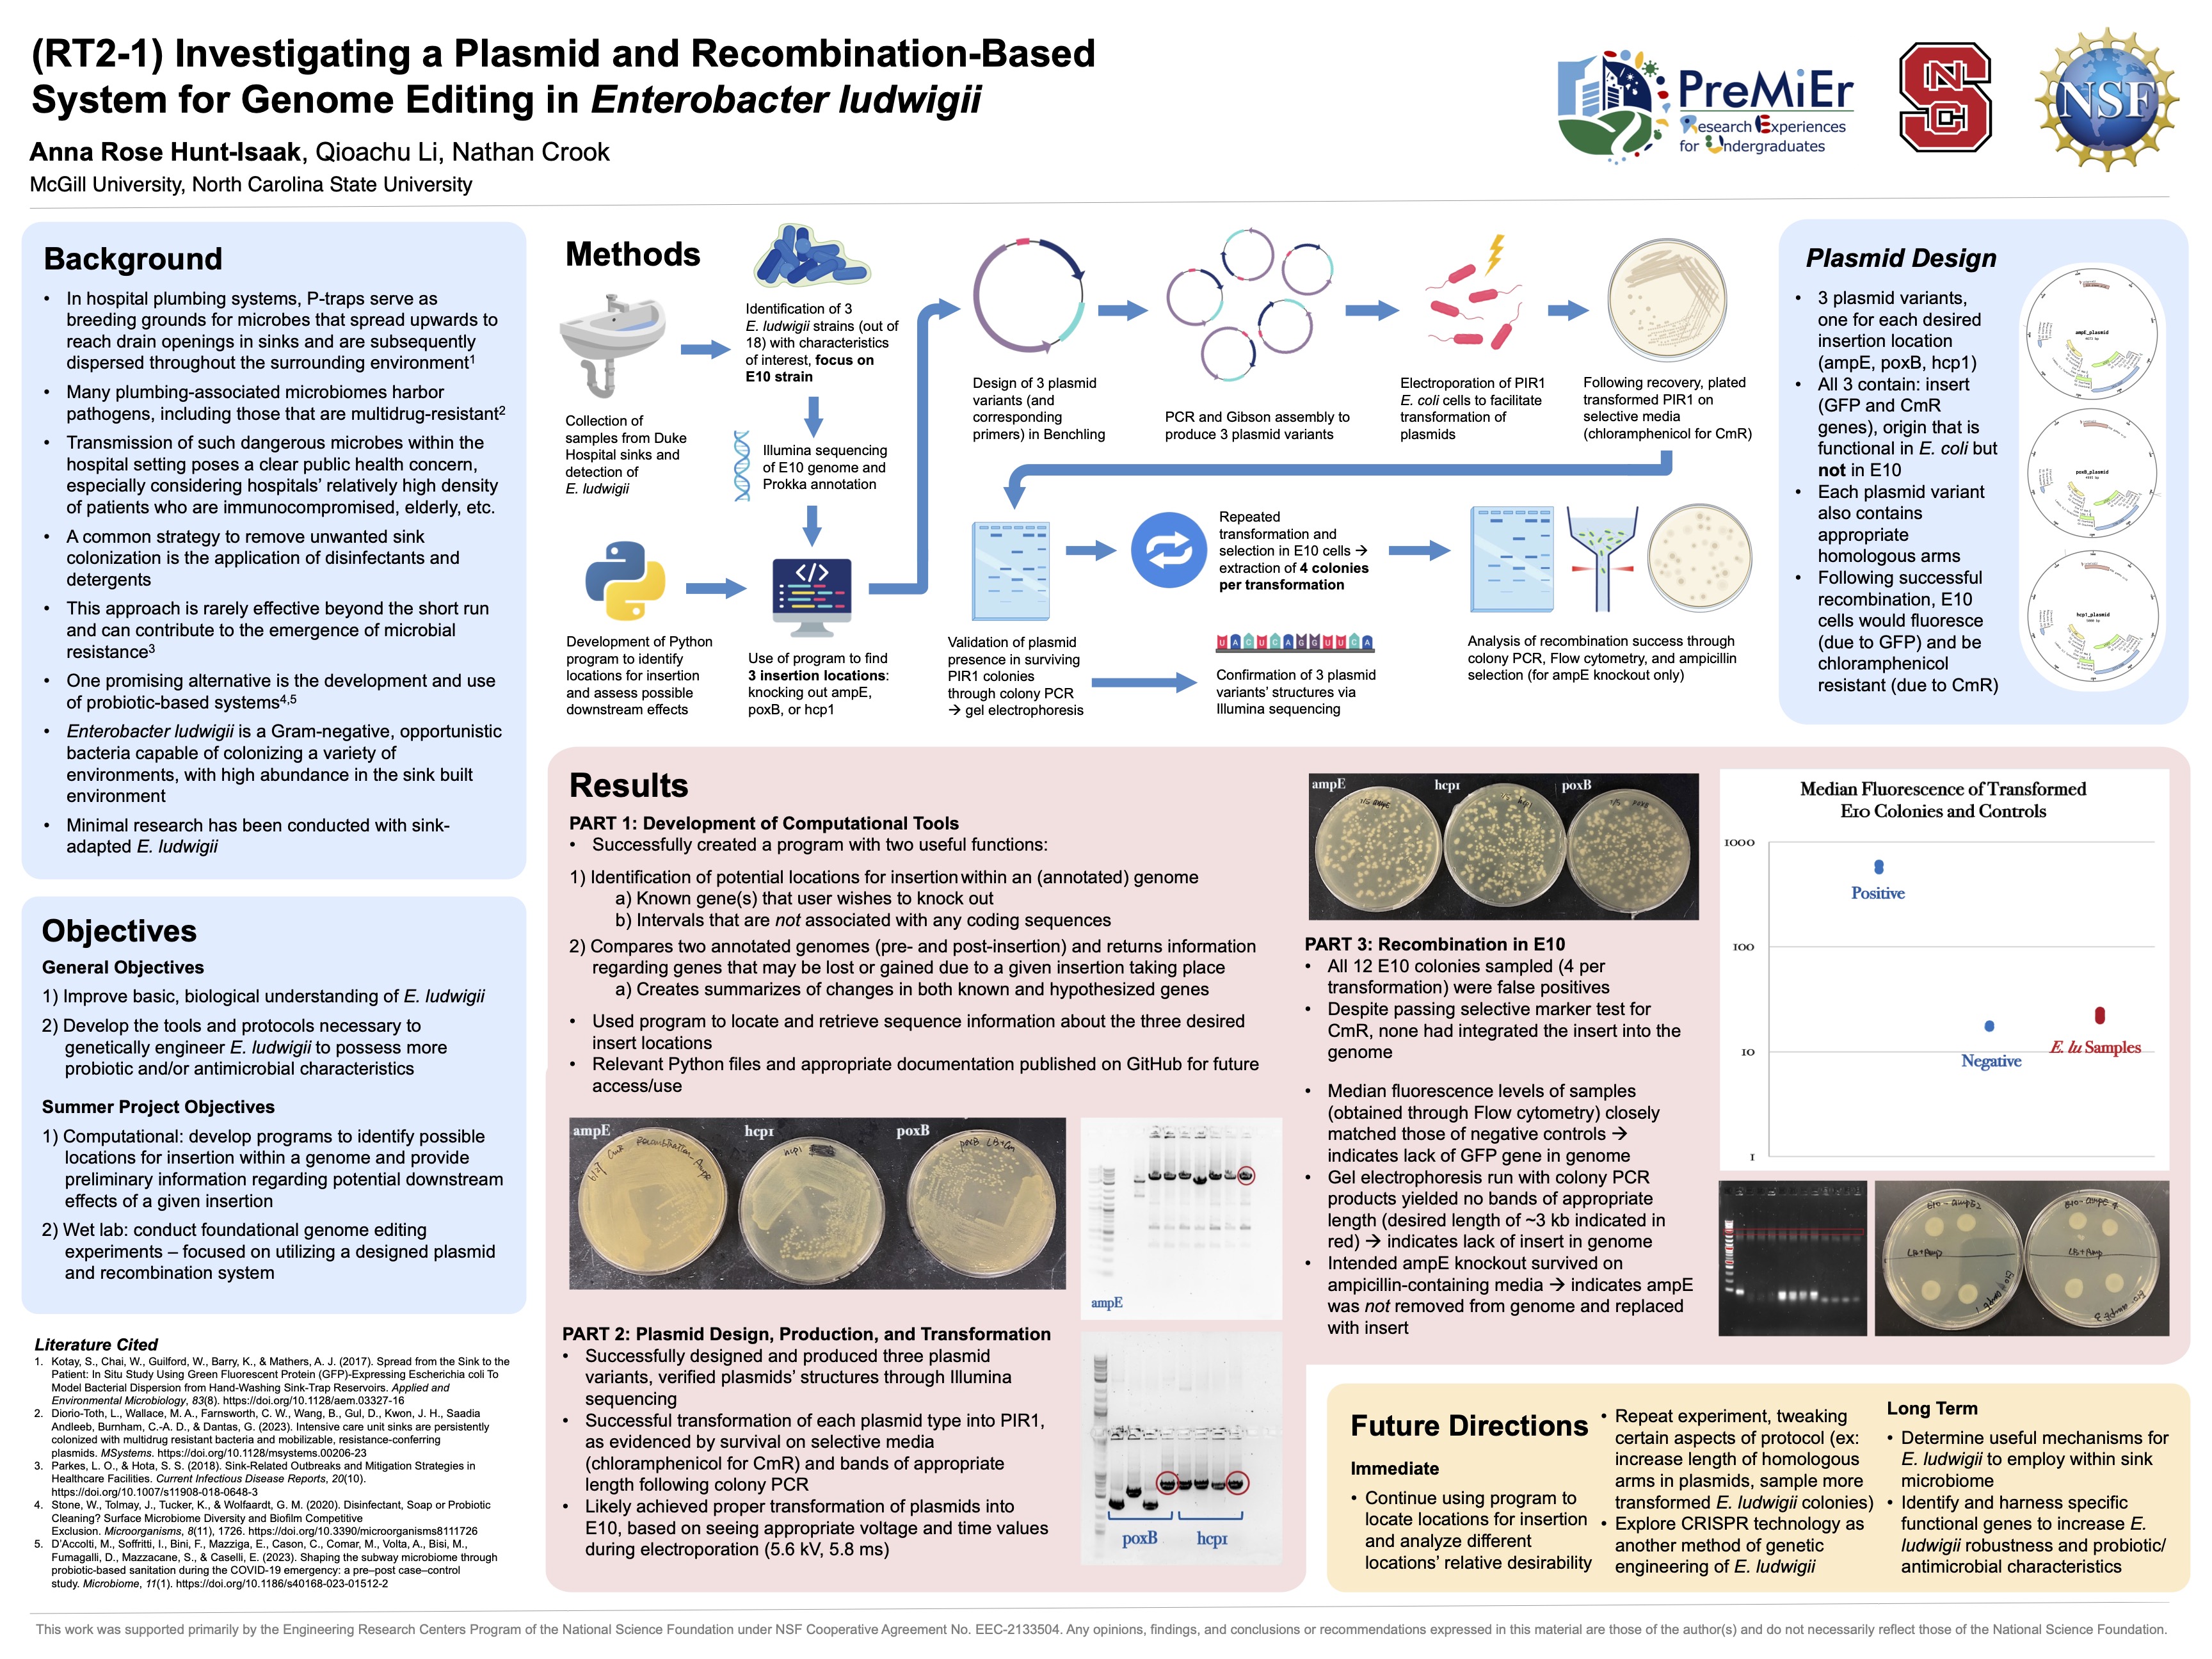 (RT2-1) Investigating a Plasmid and Recombination-Based
System for Genome Editing in Enterobacter ludwigii
Anna Rose Hunt-Isaak, Qioachu Li, Nathan Crook
McGill University, North Carolina State University
PreMiEr
Research Experiences
for Undergraduates
NC
S
NSF
Background
• In hospital plumbing systems, P-traps serve as
breeding grounds for microbes that spread upwards to
reach drain openings in sinks and are subsequently
dispersed throughout the surrounding environment1
• Many plumbing-associated microbiomes harbor
pathogens, including those that are multidrug-resistant2
• Transmission of such dangerous microbes within the
hospital setting poses a clear public health concern,
especially considering hospitals' relatively high density
of patients who are immunocompromised, elderly, etc.
• A common strategy to remove unwanted sink
colonization is the application of disinfectants and
detergents
• This approach is rarely effective beyond the short run
and can contribute to the emergence of microbial
resistance3
• One promising alternative is the development and use
of probiotic-based systems4,5
• Enterobacter ludwigii is a Gram-negative, opportunistic
bacteria capable of colonizing a variety of
environments, with high abundance in the sink built
environment
• Minimal research has been conducted with sink-
adapted E. ludwigii
Objectives
General Objectives
1) Improve basic, biological understanding of E. ludwigii
2) Develop the tools and protocols necessary to
genetically engineer E. ludwigii to possess more
probiotic and/or antimicrobial characteristics
Summer Project Objectives
1) Computational: develop programs to identify possible
locations for insertion within a genome and provide
preliminary information regarding potential downstream
effects of a given insertion
2) Wet lab: conduct foundational genome editing
experiments – focused on utilizing a designed plasmid
and recombination system
Literature Cited
1. Kotay, S., Chai, W., Guilford, W., Barry, K., & Mathers, A. J. (2017). Spread from the Sink to the
Patient: In Situ Study Using Green Fluorescent Protein (GFP)-Expressing Escherichia coli To
Model Bacterial Dispersion from Hand-Washing Sink-Trap Reservoirs. Applied and
Environmental Microbiology, 83(8). https://doi.org/10.1128/aem.03327-16
2. Diorio-Toth, L., Wallace, M. A., Farnsworth, C. W., Wang, B., Gul, D., Kwon, J. H., Saadia
Andleeb, Burnham, C.-A. D., & Dantas, G. (2023). Intensive care unit sinks are persistently
colonized with multidrug resistant bacteria and mobilizable, resistance-conferring
plasmids. MSystems. https://doi.org/10.1128/msystems.00206-23
3. Parkes, L. O., & Hota, S. S. (2018). Sink-Related Outbreaks and Mitigation Strategies in
Healthcare Facilities. Current Infectious Disease Reports, 20(10).
https://doi.org/10.1007/s11908-018-0648-3
4. Stone, W., Tolmay, J., Tucker, K., & Wolfaardt, G. M. (2020). Disinfectant, Soap or Probiotic
Cleaning? Surface Microbiome Diversity and Biofilm Competitive
Exclusion. Microorganisms, 8(11), 1726. https://doi.org/10.3390/microorganisms8111726
5. D'Accolti, M., Soffritti, I., Bini, F., Mazziga, E., Cason, C., Comar, M., Volta, A., Bisi, M.,
Fumagalli, D., Mazzacane, S., & Caselli, E. (2023). Shaping the subway microbiome through
probiotic-based sanitation during the COVID-19 emergency: a pre–post case–control
study. Microbiome, 11(1). https://doi.org/10.1186/s40168-023-01512-2
Methods
Collection of
samples from Duke
Hospital sinks and
detection of
E. ludwigii
Identification of 3
E. ludwigii strains (out of
18) with characteristics
of interest, focus on
E10 strain
Illumina sequencing
of E10 genome and
Prokka annotation
Development of Python
program to identify
locations for insertion
and assess possible
downstream effects
</>
Use of program to find
3 insertion locations:
knocking out ampE,
poxB, or hcp1
Design of 3 plasmid
variants (and
corresponding
primers) in Benchling
PCR and Gibson assembly to
produce 3 plasmid variants
Electroporation of PIR1
E. coli cells to facilitate
transformation of
plasmids
Following recovery, plated
transformed PIR1 on
selective media
(chloramphenicol for CmR)
Validation of plasmid
presence in surviving
PIR1 colonies
through colony PCR
→ gel electrophoresis
Repeated
transformation and
selection in E10 cells →
extraction of 4 colonies
per transformation
UACUCAGGUUCA
Confirmation of 3 plasmid
variants' structures via
Illumina sequencing
Analysis of recombination success through
colony PCR, Flow cytometry, and ampicillin
selection (for ampE knockout only)
Plasmid Design
• 3 plasmid variants,
one for each desired
insertion location
(ampE, poxB, hcp1)
• All 3 contain: insert
(GFP and CmR
genes), origin that is
functional in E. coli but
not in E10
• Each plasmid variant
also contains
appropriate
homologous arms
• Following successful
recombination, E10
cells would fluoresce
(due to GFP) and be
chloramphenicol
resistant (due to CmR)
ampE_plasmid
poxB_plasmid
hcp1_plasmid
Results
PART 1: Development of Computational Tools
• Successfully created a program with two useful functions:
1) Identification of potential locations for insertion within an (annotated) genome
a) Known gene(s) that user wishes to knock out
b) Intervals that are not associated with any coding sequences
2) Compares two annotated genomes (pre- and post-insertion) and returns information
regarding genes that may be lost or gained due to a given insertion taking place
a) Creates summarizes of changes in both known and hypothesized genes
• Used program to locate and retrieve sequence information about the three desired
insert locations
• Relevant Python files and appropriate documentation published on GitHub for future
access/use
ampE
hcp1
poxB
ampE
PART 2: Plasmid Design, Production, and Transformation
• Successfully designed and produced three plasmid
variants, verified plasmids' structures through Illumina
sequencing
• Successful transformation of each plasmid type into PIR1,
as evidenced by survival on selective media
(chloramphenicol for CmR) and bands of appropriate
length following colony PCR
• Likely achieved proper transformation of plasmids into
E10, based on seeing appropriate voltage and time values
during electroporation (5.6 kV, 5.8 ms)
poxB
hcp1
ampE
hcp1
poxB
PART 3: Recombination in E10
• All 12 E10 colonies sampled (4 per
transformation) were false positives
• Despite passing selective marker test for
CmR, none had integrated the insert into the
genome
• Median fluorescence levels of samples
(obtained through Flow cytometry) closely
matched those of negative controls →
indicates lack of GFP gene in genome
• Gel electrophoresis run with colony PCR
products yielded no bands of appropriate
length (desired length of ~3 kb indicated in
red) → indicates lack of insert in genome
• Intended ampE knockout survived on
ampicillin-containing media → indicates ampE
was not removed from genome and replaced
with insert
Median Fluorescence of Transformed
E10 Colonies and Controls
1000
100
10
1
Positive
Negative
E. lu Samples
LB+Amp
LB+Amp
Future Directions
Immediate
• Continue using program to
locate locations for insertion
and analyze different
locations' relative desirability
• Repeat experiment, tweaking
certain aspects of protocol (ex:
increase length of homologous
arms in plasmids, sample more
transformed E. ludwigii colonies)
• Explore CRISPR technology as
another method of genetic
engineering of E. ludwigii
Long Term
• Determine useful mechanisms for
E. ludwigii to employ within sink
microbiome
• Identify and harness specific
functional genes to increase E.
ludwigii robustness and probiotic/
antimicrobial characteristics
This work was supported primarily by the Engineering Research Centers Program of the National Science Foundation under NSF Cooperative Agreement No. EEC-2133504. Any opinions, findings, and conclusions or recommendations expressed in this material are those of the author(s) and do not necessarily reflect those of the National Science Foundation.